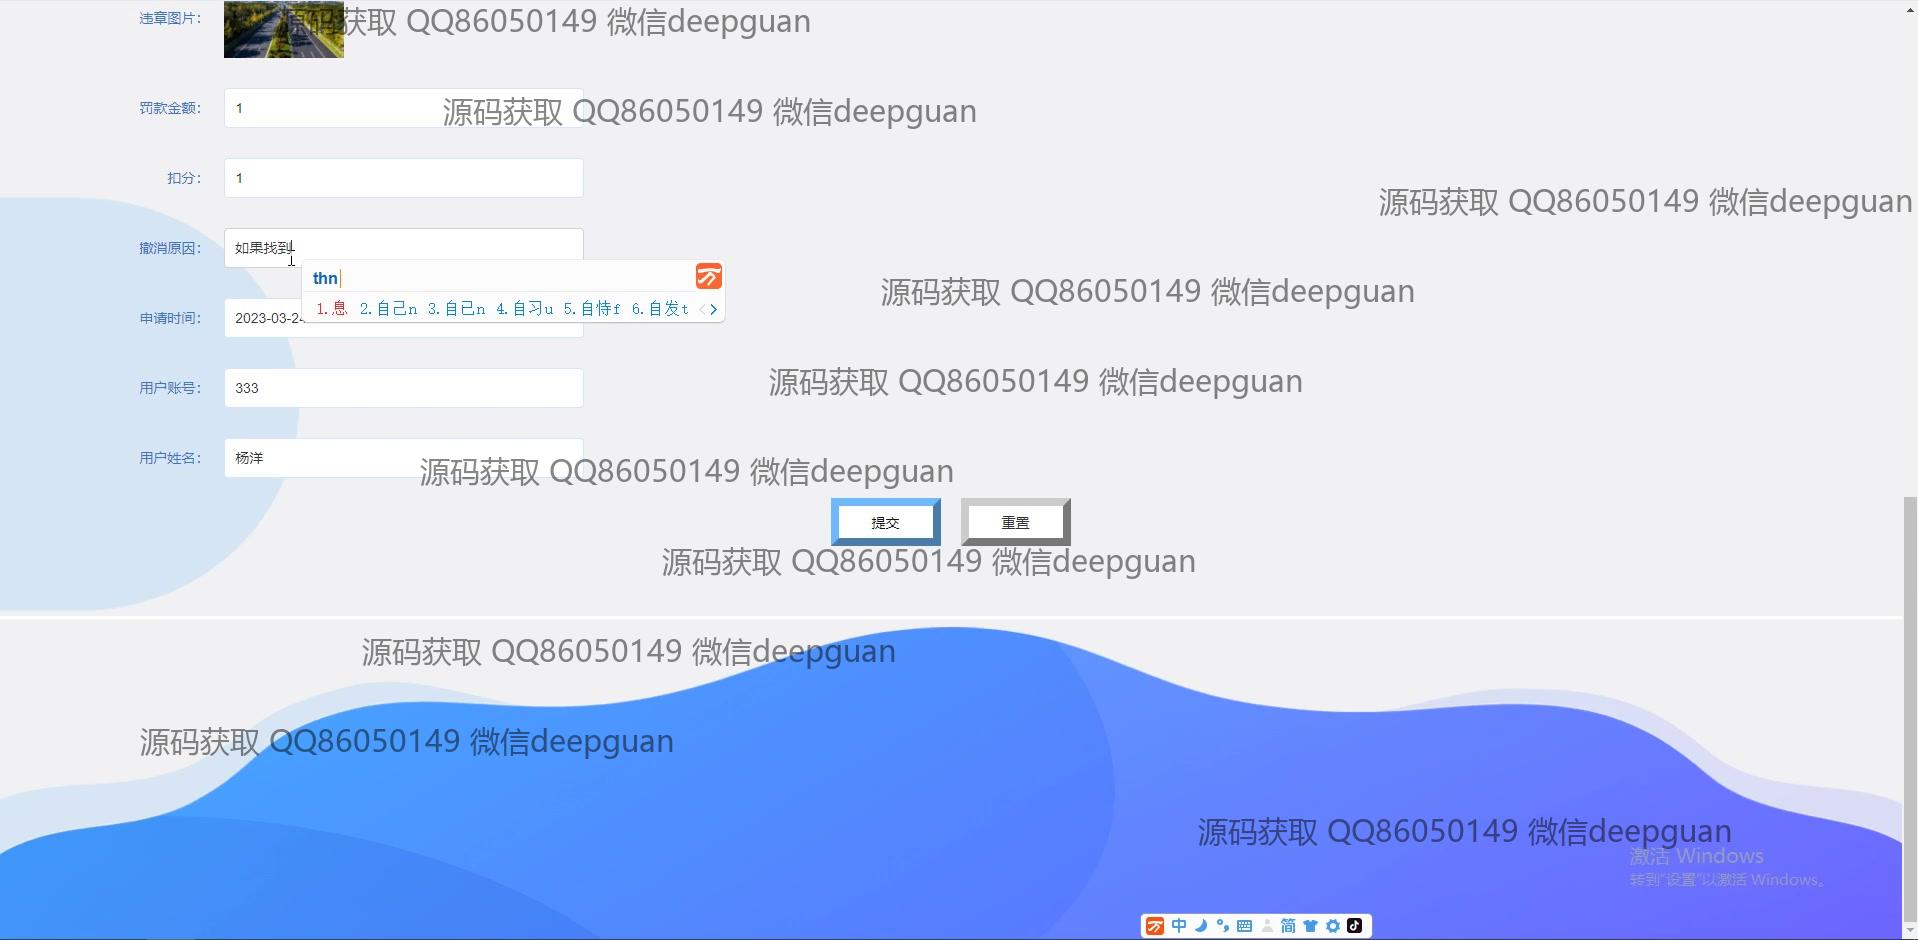 违章图片：
源码获取 QQ86050149 微信deepguan
罚款金额： 1
源码获取 QQ86050149 微信deepguan
扣分： 1
源码获取 QQ86050149 微信deepguan
撤消原因： 如果找到
thn
1.息 2.自己n 3.自已n 4.自习u 5.自恃f 6.自发t
源码获取 QQ86050149 微信deepguan
申请时间： 2023-03-24
用户账号： 333
源码获取 QQ86050149 微信deepguan
用户姓名： 杨洋
源码获取 QQ86050149 微信deepguan
提交 重置
源码获取 QQ86050149 微信deepguan
源码获取 QQ86050149 微信deepguan
源码获取 QQ86050149 微信deepguan
源码获取 QQ86050149 微信deepguan
激活 Windows
转到“设置”以激活 Windows。
中 简